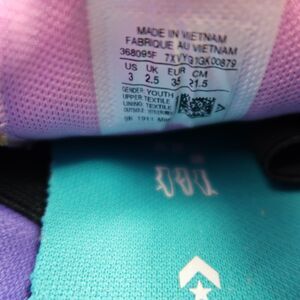 MADE IN VIETNAM
FABRIQUE AU VIETNAM
368095F 7XVYG1GK00879
US UK EUR CM
3 2.5 35 21.5
GENDER: YOUTH
UPPER: TEXTILE
LINING: TEXTILE